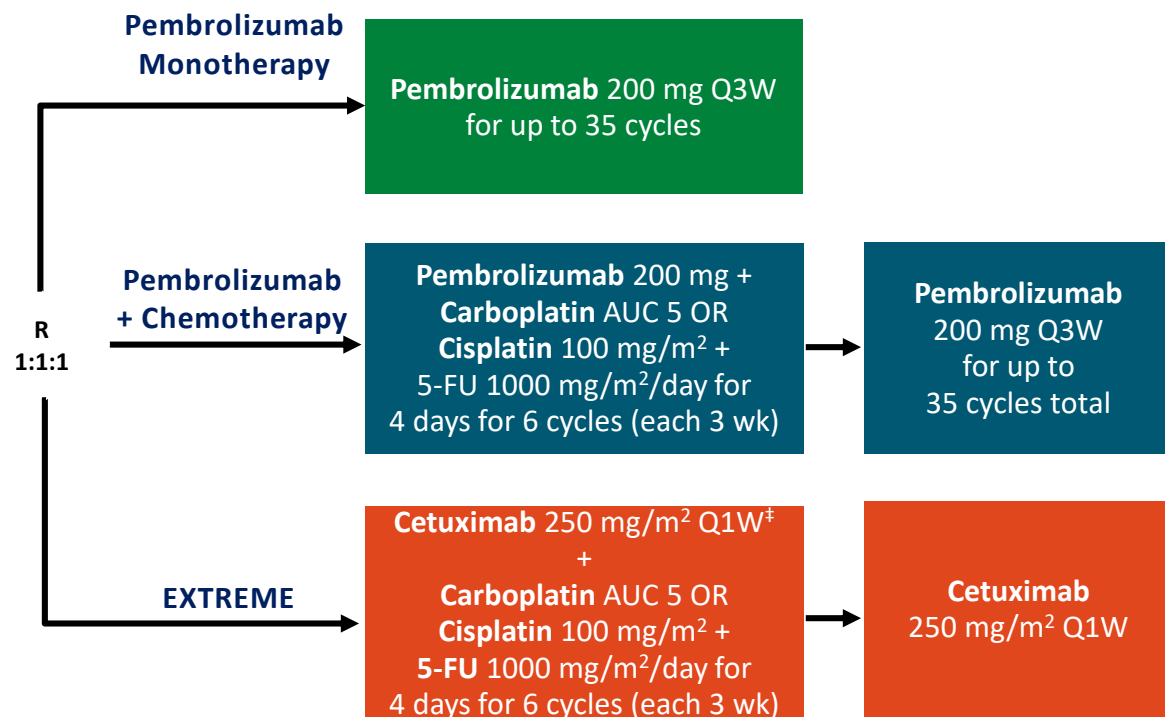 Pembrolizumab
Monotherapy
Pembrolizumab 200 mg Q3W
for up to 35 cycles
R
1:1:1
Pembrolizumab
+ Chemotherapy
Pembrolizumab 200 mg +
Carboplatin AUC 5 OR
Cisplatin 100 mg/m² +
5-FU 1000 mg/m²/day for
4 days for 6 cycles (each 3 wk)
Pembrolizumab
200 mg Q3W
for up to
35 cycles total
EXTREME
Cetuximab 250 mg/m² Q1W‡
+
Carboplatin AUC 5 OR
Cisplatin 100 mg/m² +
5-FU 1000 mg/m²/day for
4 days for 6 cycles (each 3 wk)
Cetuximab
250 mg/m² Q1W